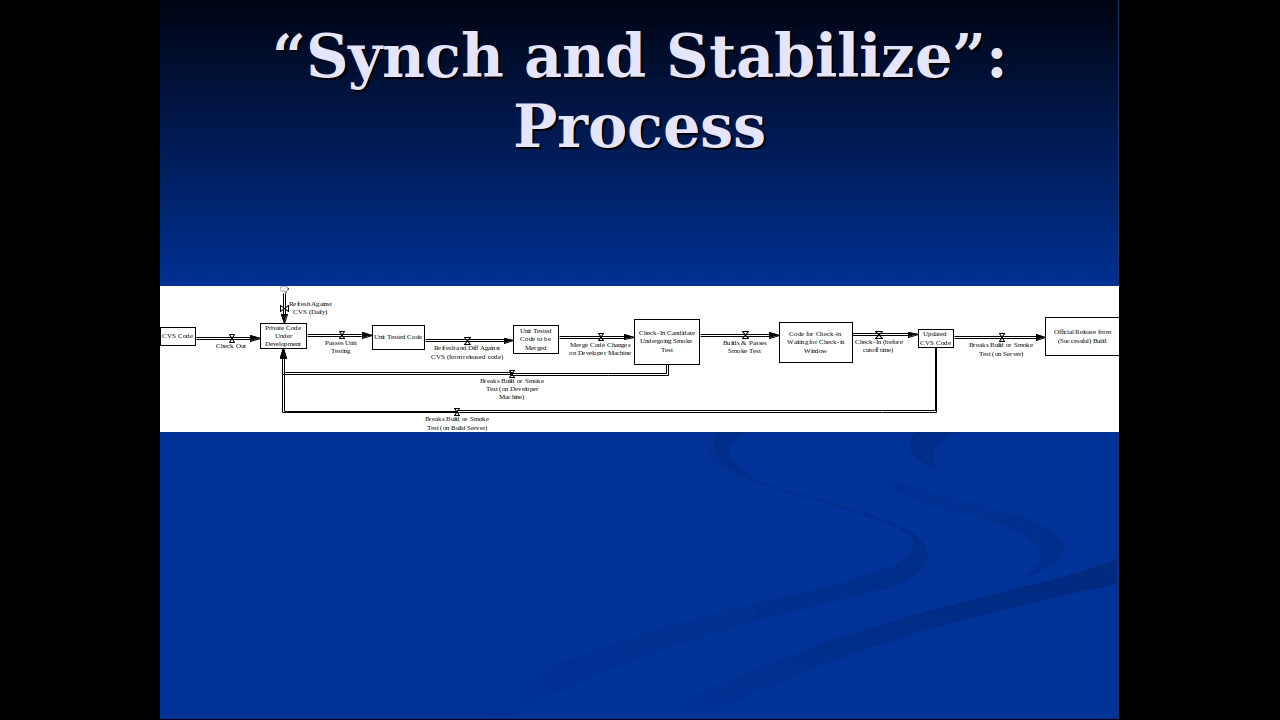 “Synch and Stabilize”:
Process
Refresh Against
CVS (Daily)
CVS Code
Check Out
Private Code
Under
Development
Passes Unit
Testing
Unit Tested Code
Refresh and Diff Against
CVS (from released code)
Unit Tested
Code to be
Merged
Merge Code Changes
on Developer Machine
Check-In Candidate
Undergoing Smoke
Test
Builds & Passes
Smoke Test
Code for Check-in
Waiting for Check-in
Window
Check-In (before
cutoff time)
Updated
CVS Code
Breaks Build or Smoke
Test (on Server)
Official Release from
(Successful) Build
Breaks Build or Smoke
Test (on Developer
Machine)
Breaks Build or Smoke
Test (on Build Server)